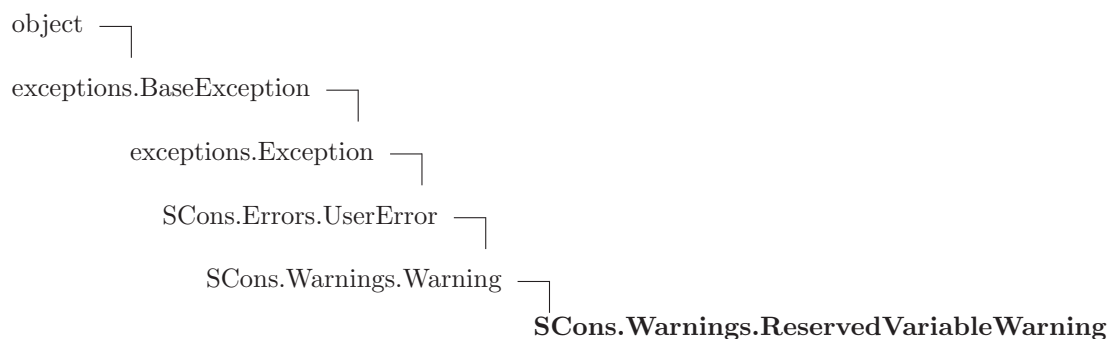 object
exceptions.BaseException
exceptions.Exception
SCons.Errors.UserError
SCons.Warnings.Warning
SCons.Warnings.ReservedVariableWarning